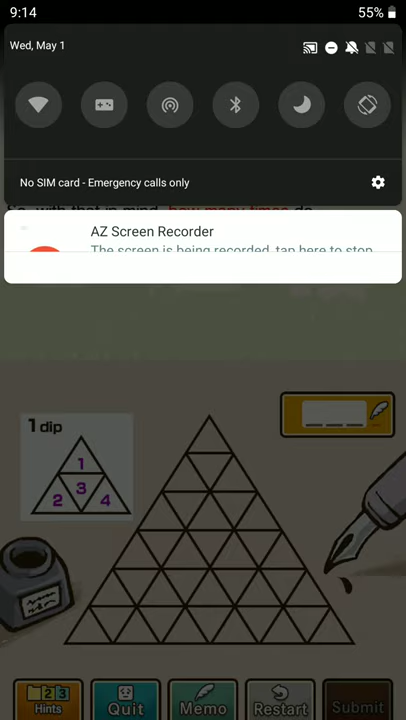 9:14
55%
Wed, May 1
No SIM card - Emergency calls only
So, with that in mind, how many times do
AZ Screen Recorder
The screen is being recorded, tap here to stop
1 dip
1
2 3 4
2 3
Hints
Quit
Memo
Restart
Submit